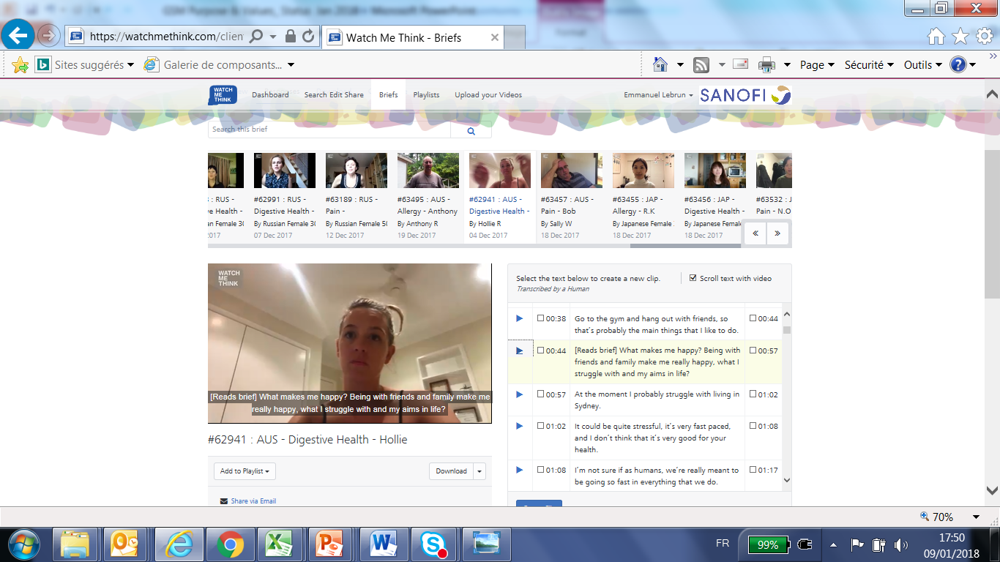 https://watchmethink.com/clien
Watch Me Think - Briefs
Sites suggérés
Galerie de composants...
Page
Sécurité
Outils
WATCH ME THINK
Dashboard
Search Edit Share
Briefs
Playlists
Upload your Videos
Emmanuel Lebrun
SANOFI
Search this brief
: RUS -
ve Health -
an Female 30
2017
#62991 : RUS -
Digestive Health -
By Russian Female 30
07 Dec 2017
#63189 : RUS -
Pain -
By Russian Female 50
12 Dec 2017
#63495 : AUS -
Allergy - Anthony
By Anthony R
19 Dec 2017
#62941 : AUS -
Digestive Health -
By Hollie R
04 Dec 2017
#63457 : AUS -
Pain - Bob
By Sally W
18 Dec 2017
#63455 : JAP -
Allergy - R.K
By Japanese Female
18 Dec 2017
#63456 : JAP -
Digestive Health -
By Japanese Female
18 Dec 2017
#63532 : J
Pain - N.O
« »
WATCH
ME
THINK
[Reads brief] What makes me happy? Being with friends and family make me
really happy, what I struggle with and my aims in life?
#62941 : AUS - Digestive Health - Hollie
Add to Playlist
Download
Share via Email
Select the text below to create a new clip.
Transcribed by a Human
Scroll text with video
00:38 Go to the gym and hang out with friends, so 00:44
that's probably the main things that I like to do.
00:44 [Reads brief] What makes me happy? Being with 00:57
friends and family make me really happy, what I
struggle with and my aims in life?
00:57 At the moment I probably struggle with living in 01:02
Sydney.
01:02 It could be quite stressful, it's very fast paced, 01:08
and I don't think that it's very good for your
health.
01:08 I'm not sure if as humans, we're really meant to 01:17
be going so fast in everything that we do.
70%
FR
99%
17:50
09/01/2018